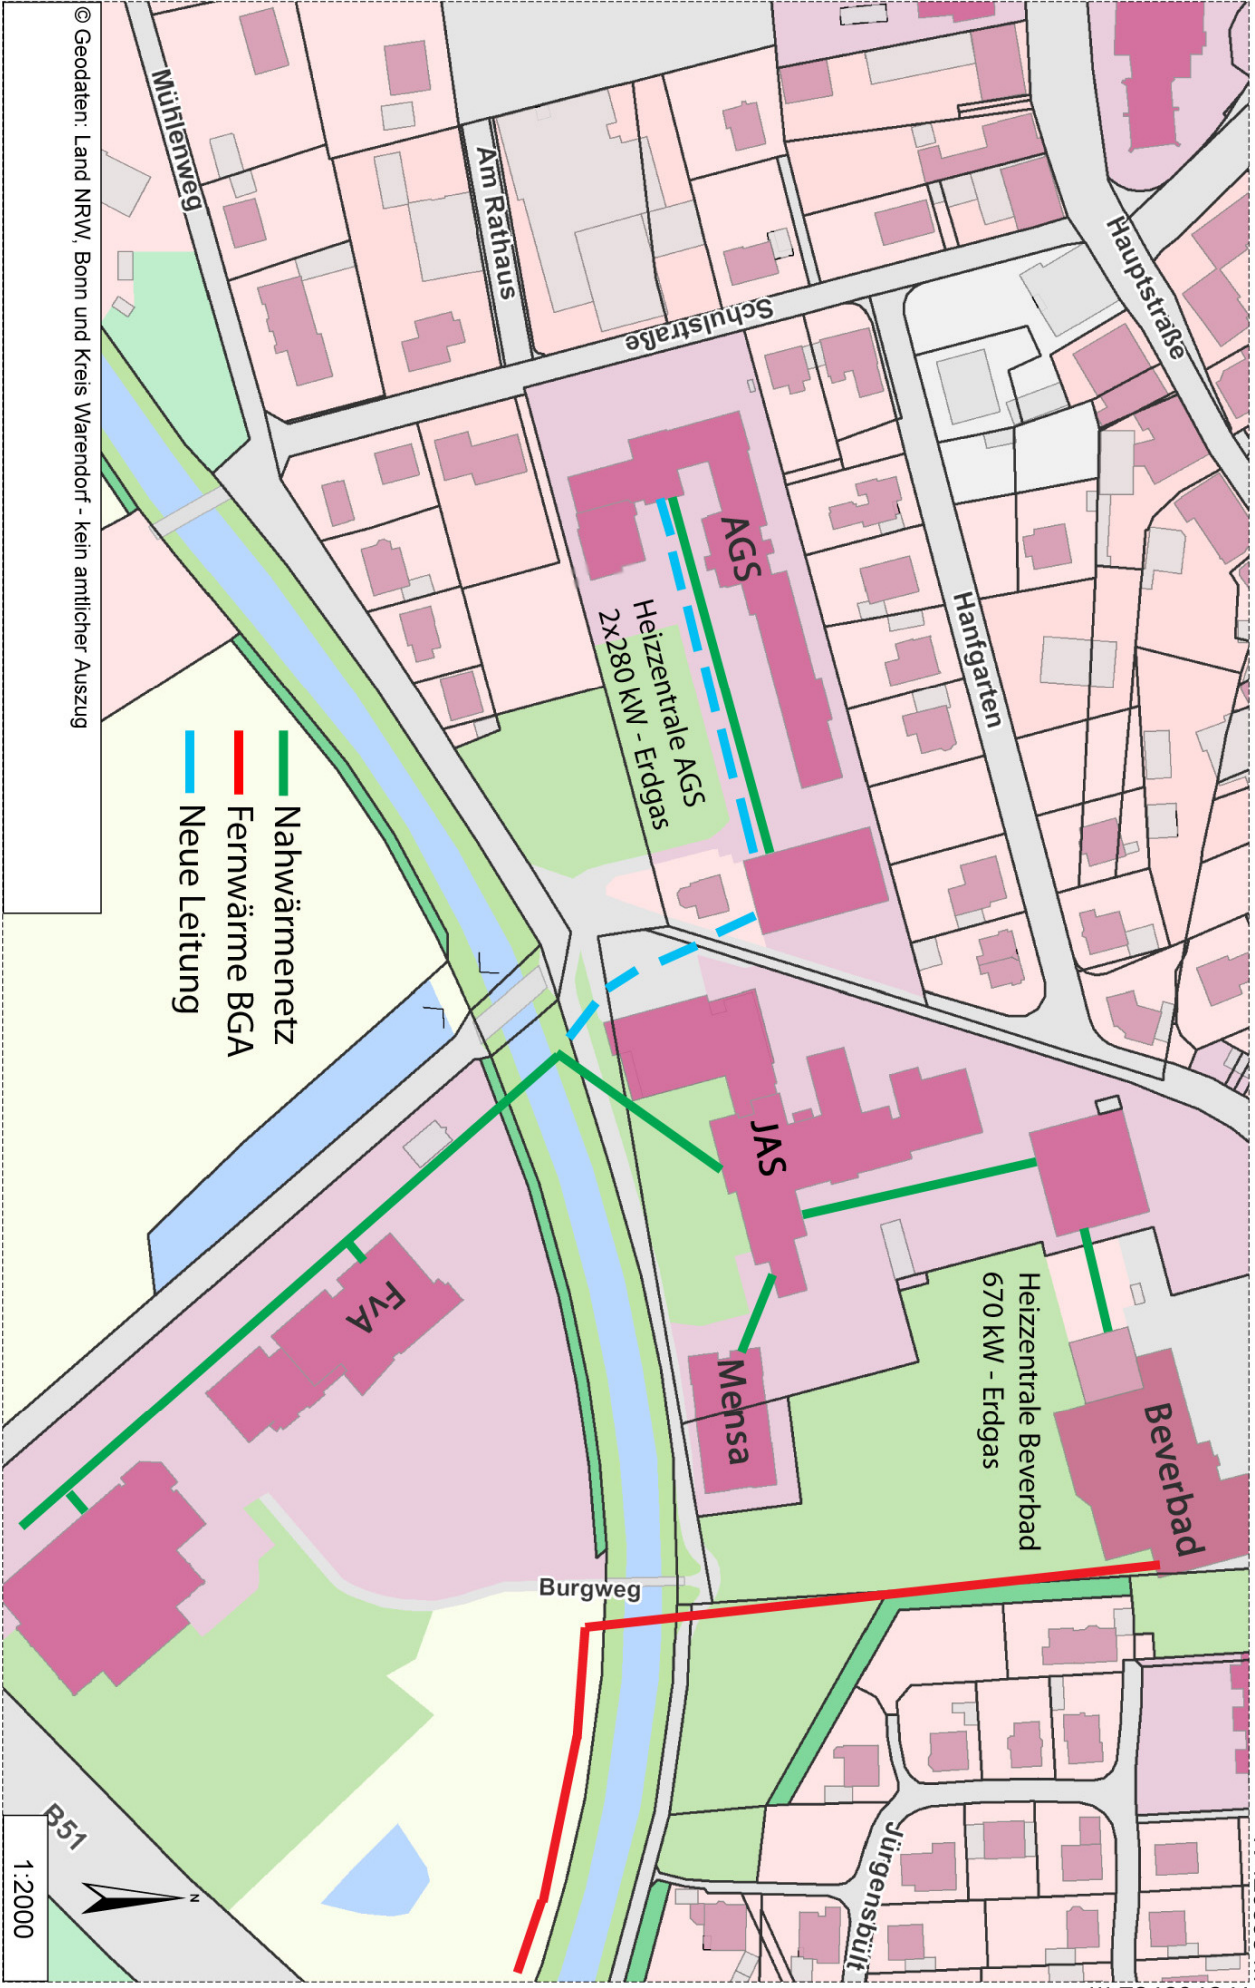 Hauptstraße
Mühlenweg
Am Rathaus
Schulstraße
Hanfgarten
AGS
Heizzentrale AGS
2x280 kW - Erdgas
JAS
Mensa
Heizzentrale Beverbad
670 kW - Erdgas
Beverbad
FvA
Burgweg
Jürgensbült
B51
Nahwärmenetz
Fernwärme BGA
Neue Leitung
© Geodaten: Land NRW, Bonn und Kreis Warendorf - kein amtlicher Auszug
N
1:2000